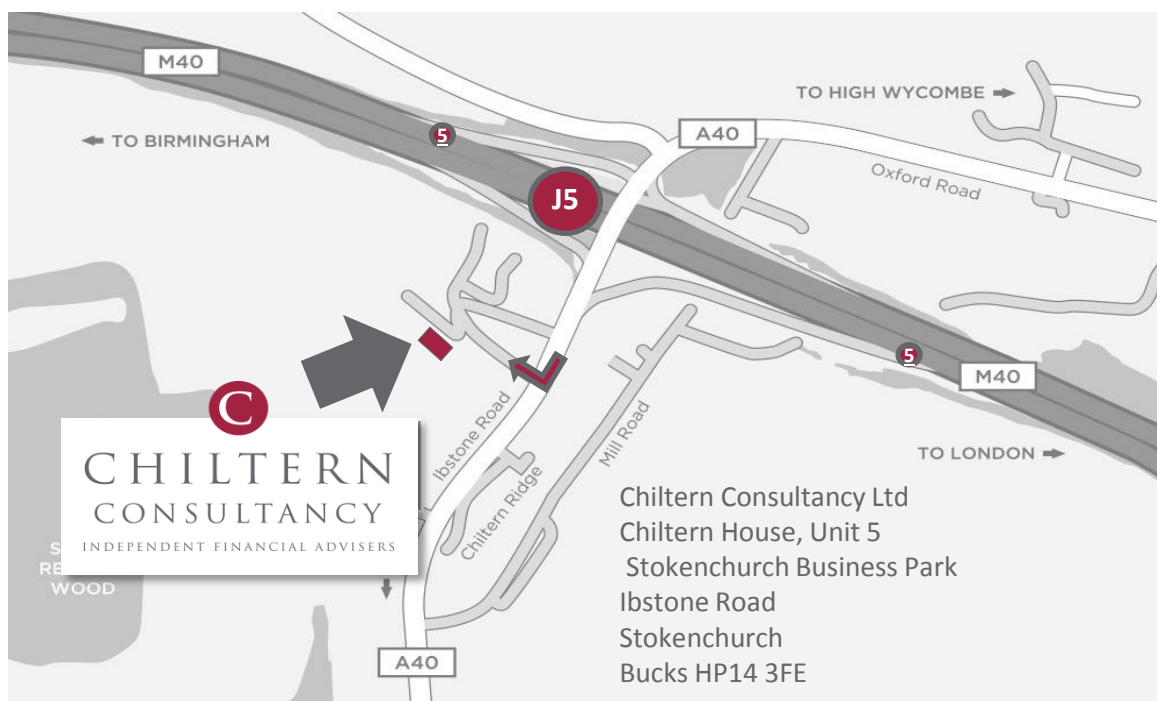 M40
TO HIGH WYCOMBE
A40
5
TO BIRMINGHAM
Oxford Road
J5
5
M40
Ibstone Road
Mill Road
TO LONDON
Chiltern Ridge
C
CHILTERN
CONSULTANCY
INDEPENDENT FINANCIAL ADVISERS
WOOD
A40
Chiltern Consultancy Ltd
Chiltern House, Unit 5
Stokenchurch Business Park
Ibstone Road
Stokenchurch
Bucks HP14 3FE